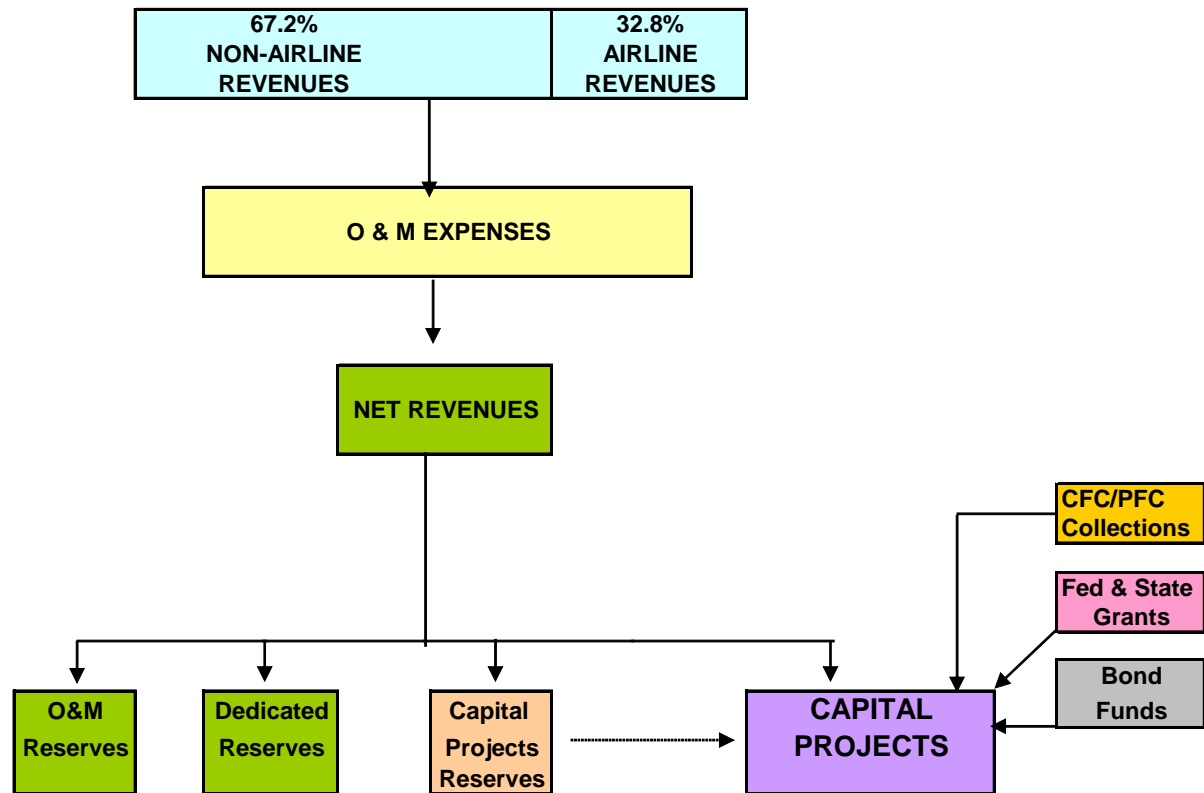 67.2%
NON-AIRLINE
REVENUES
32.8%
AIRLINE
REVENUES
O & M EXPENSES
NET REVENUES
CFC/PFC
Collections
Fed & State
Grants
Bond
Funds
O&M
Reserves
Dedicated
Reserves
Capital
Projects
Reserves
CAPITAL
PROJECTS